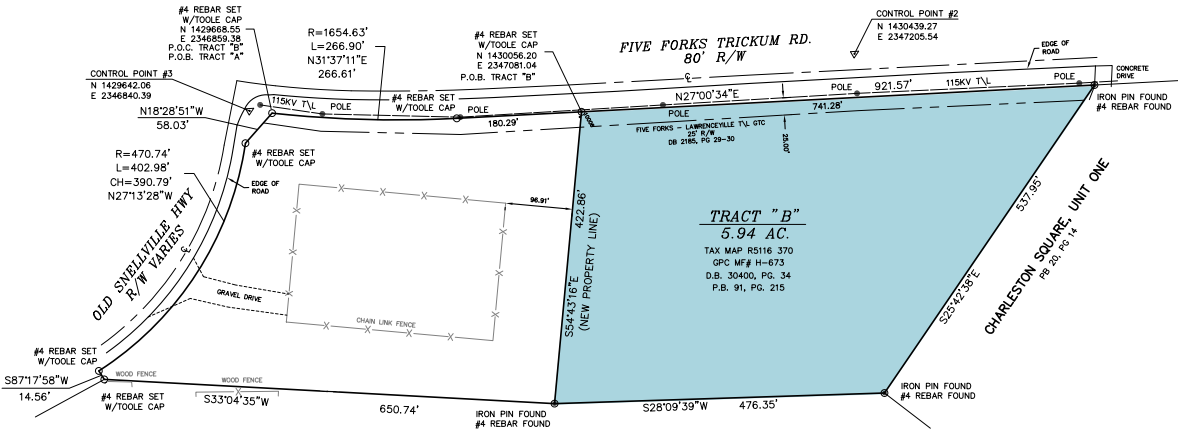 #4 REBAR SET
W/TOOLE CAP
N 1429668.55
E 2346859.38
P.O.C. TRACT "B"
P.O.B. TRACT "A"
R=1654.63'
L=266.90'
N31°37'11"E
266.61'
#4 REBAR SET
W/TOOLE CAP
N 1430056.20
E 2347081.04
P.O.B. TRACT "B"
FIVE FORKS TRICKUM RD.
80' R/W
CONTROL POINT #2
N 1430439.27
E 2347205.54
EDGE OF
ROAD
CONCRETE
DRIVE
CONTROL POINT #3
N 1429642.06
E 2346840.39
N18°28'51"W
58.03'
115KV T\L
POLE
#4 REBAR SET
W/TOOLE CAP
POLE
180.29'
N27°00'34"E
POLE
921.57'
741.28'
115KV T\L
POLE
IRON PIN FOUND
#4 REBAR FOUND
FIVE FORKS - LAWRENCEYILLE T\L GTC
25' R/W
DB 2185, PG 29-30
25.00'
R=470.74'
L=402.98'
CH=390.79'
N27°13'28"W
#4 REBAR SET
W/TOOLE CAP
EDGE OF
ROAD
OLD SNELLVILLE HWY
R/W VARIES
96.91'
422.86'
S54°43'16"E
(NEW PROPERTY LINE)
TRACT "B"
5.94 AC.
TAX MAP R5116 370
GPC MF# H-673
D.B. 30400, PG. 34
P.B. 91, PG. 215
537.95'
S25°42'38"E
CHARLESTON SQUARE, UNIT ONE
PB 20, PG 14
GRAVEL DRIVE
CHAIN LINK FENCE
#4 REBAR SET
W/TOOLE CAP
S87°17'58"W
14.56'
WOOD FENCE
WOOD FENCE
#4 REBAR SET
W/TOOLE CAP
S33°04'35"W
650.74'
IRON PIN FOUND
#4 REBAR FOUND
S28°09'39"W
476.35'
IRON PIN FOUND
#4 REBAR FOUND